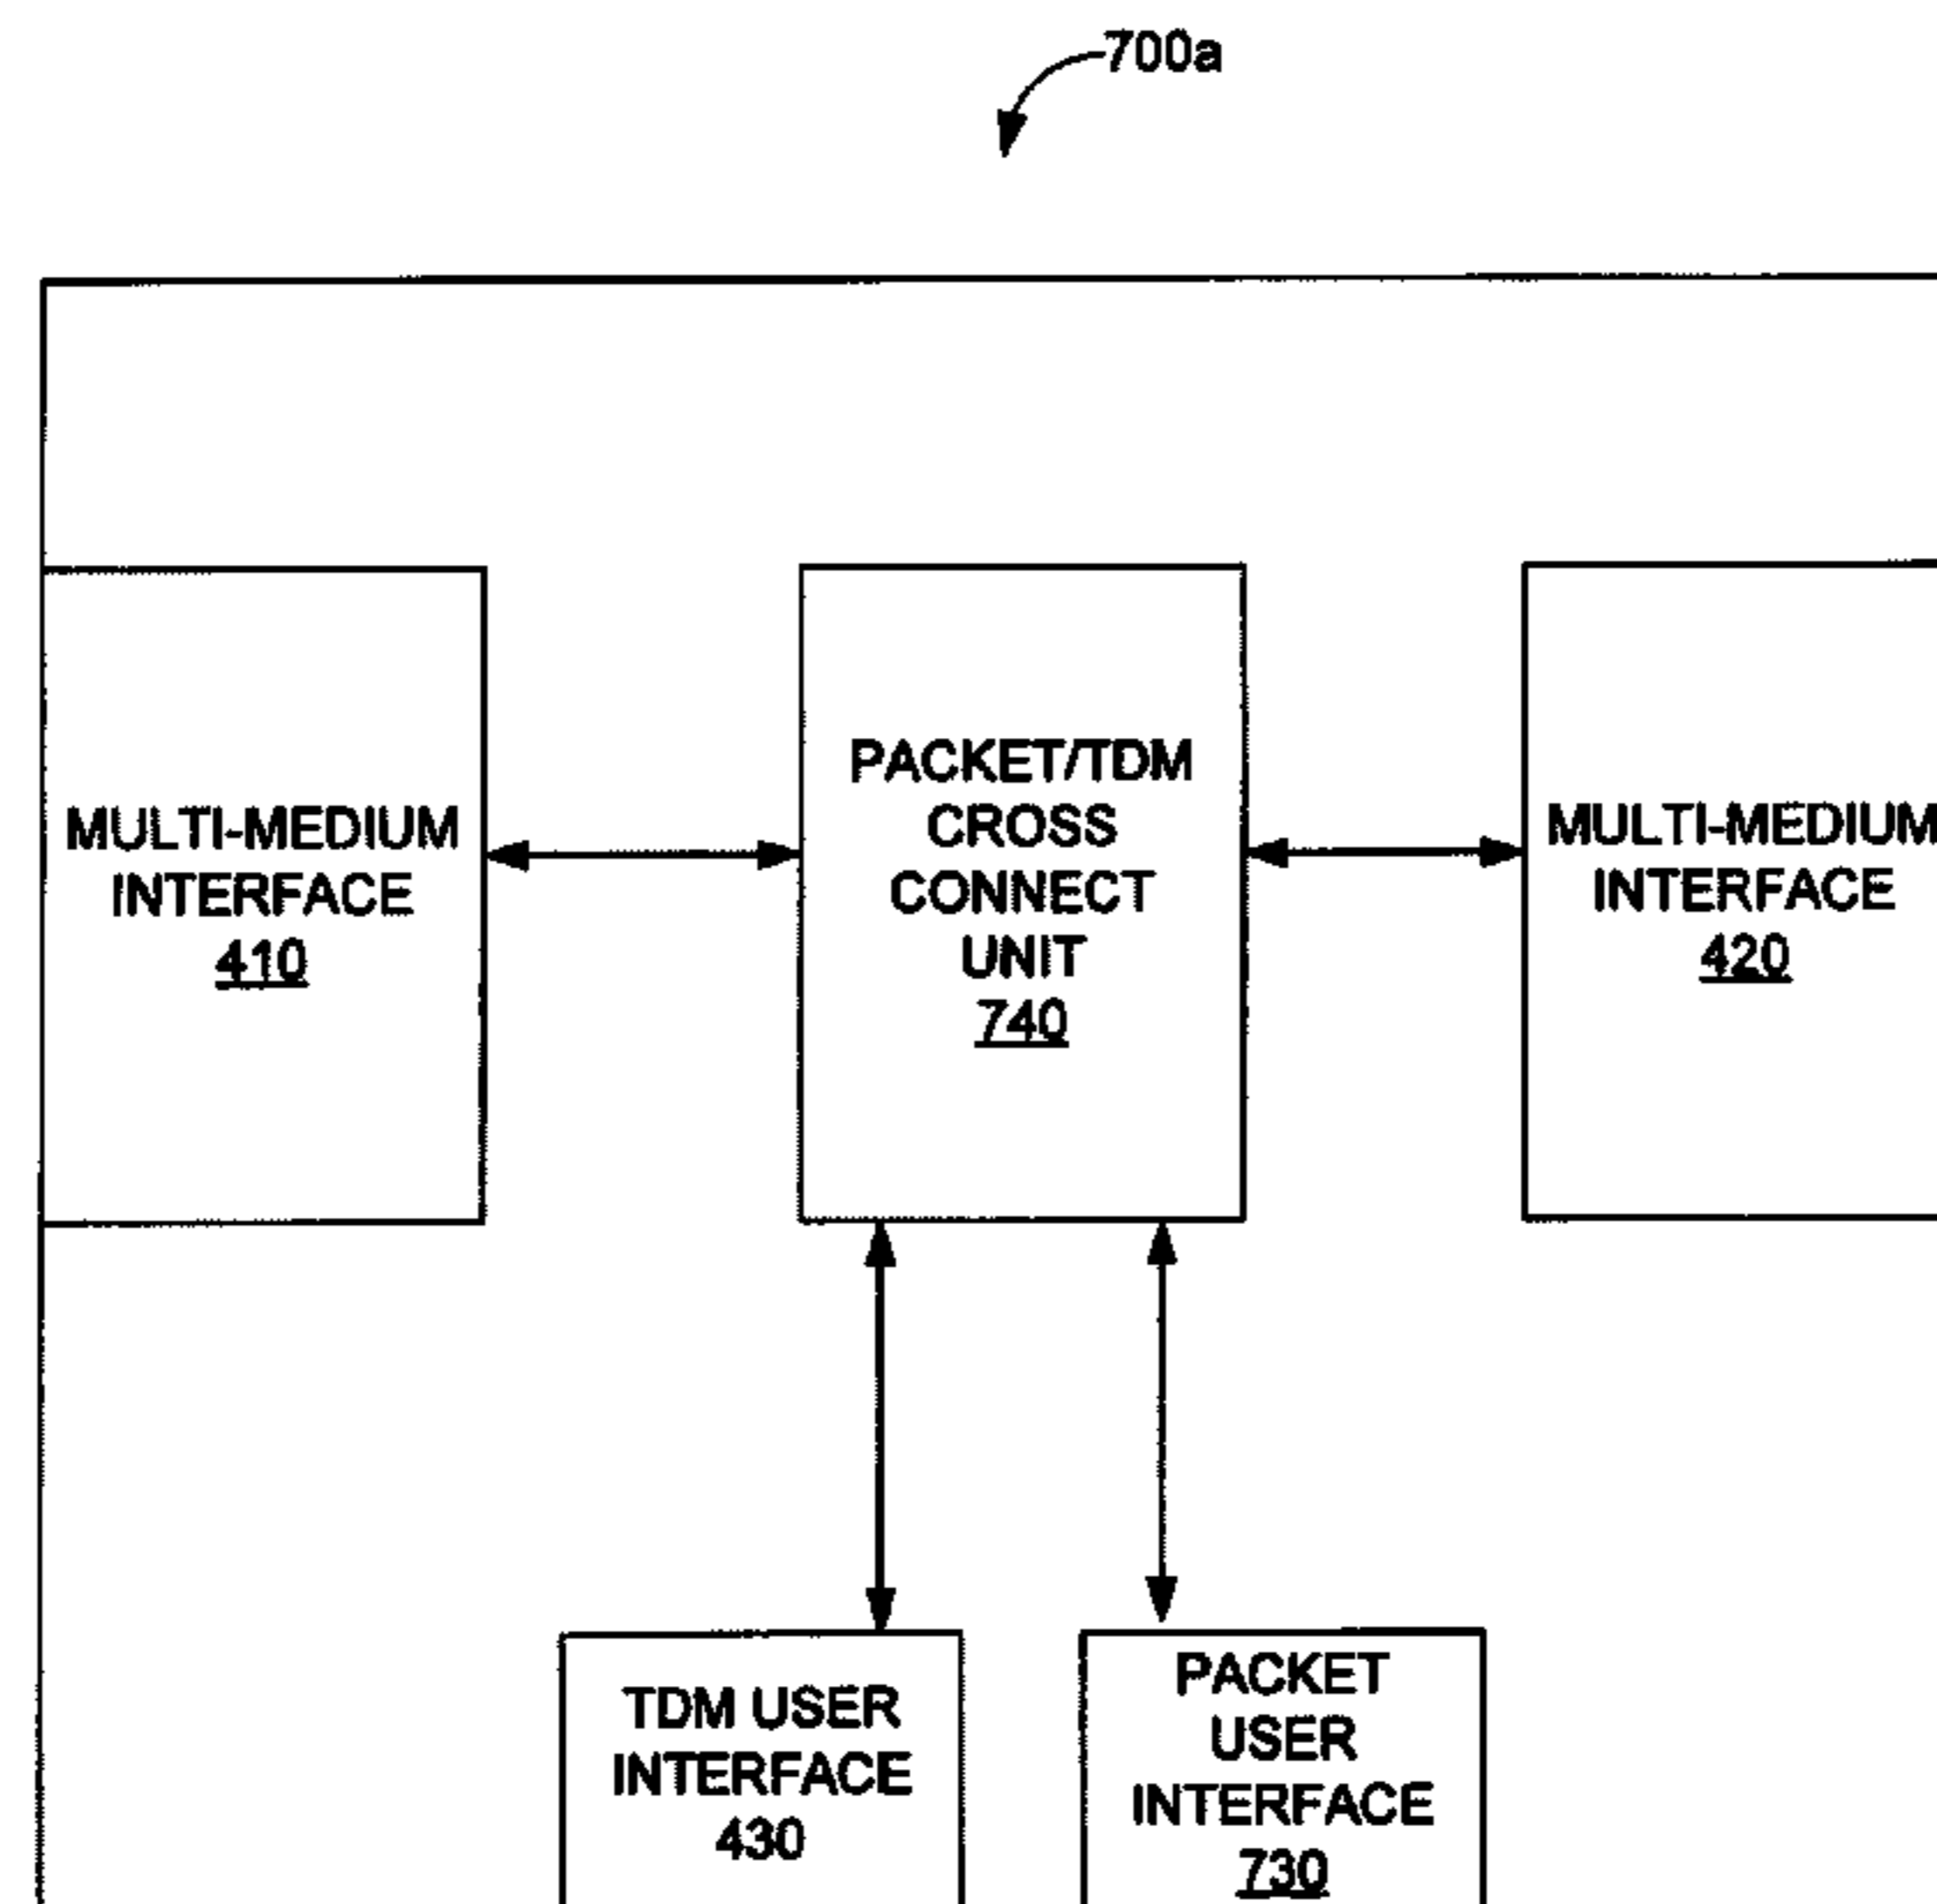 700a
MULTI-MEDIUM
INTERFACE
410
PACKET/TDM
CROSS
CONNECT
UNIT
740
MULTI-MEDIUM
INTERFACE
420
TDM USER
INTERFACE
430
PACKET
USER
INTERFACE
730